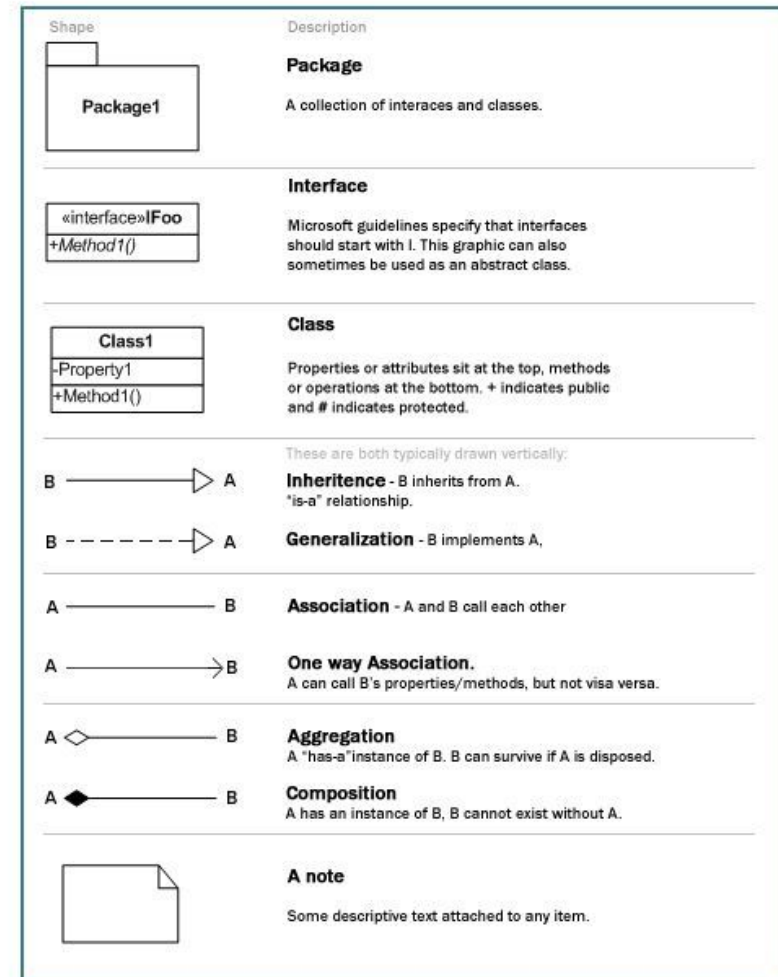 Shape Description
Package
Package1
A collection of interaces and classes.
Interface
«interface»IFoo
+Method1()
Microsoft guidelines specify that interfaces
should start with I. This graphic can also
sometimes be used as an abstract class.
Class
Class1
-Property1
+Method1()
Properties or attributes sit at the top, methods
or operations at the bottom. + indicates public
and # indicates protected.
These are both typically drawn vertically:
B A Inheritence - B inherits from A.
"is-a" relationship.
B A Generalization - B implements A,
A B Association - A and B call each other
A B One way Association.
A can call B's properties/methods, but not visa versa.
A B Aggregation
A "has-a"instance of B. B can survive if A is disposed.
A B Composition
A has an instance of B, B cannot exist without A.
A note
Some descriptive text attached to any item.